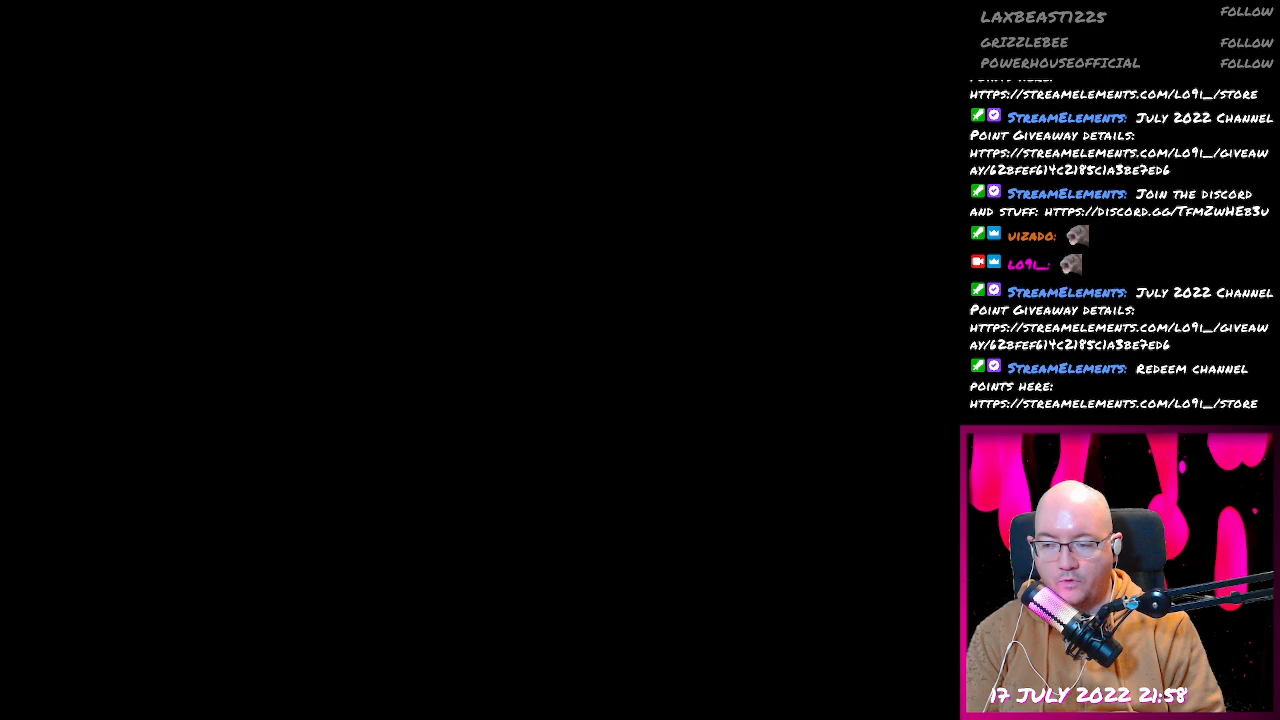 LAXBEAST1225 FOLLOW
GRIZZLEBEE FOLLOW
POWERHOUSEOFFICIAL FOLLOW
HTTPS://STREAMELEMENTS.COM/LO9I_/STORE
STREAMELEMENTS: JULY 2022 CHANNEL
POINT GIVEAWAY DETAILS:
HTTPS://STREAMELEMENTS.COM/LO9I_/GIVEAW
AY/628FEF614C2185C1A3BE7ED6
STREAMELEMENTS: JOIN THE DISCORD
AND STUFF: HTTPS://DISCORD.GG/TFMZWHE83U
UIZADO:
LO9I_:
STREAMELEMENTS: JULY 2022 CHANNEL
POINT GIVEAWAY DETAILS:
HTTPS://STREAMELEMENTS.COM/LO9I_/GIVEAW
AY/628FEF614C2185C1A3BE7ED6
STREAMELEMENTS: REDEEM CHANNEL
POINTS HERE:
HTTPS://STREAMELEMENTS.COM/LO9I_/STORE
17 JULY 2022 21:58